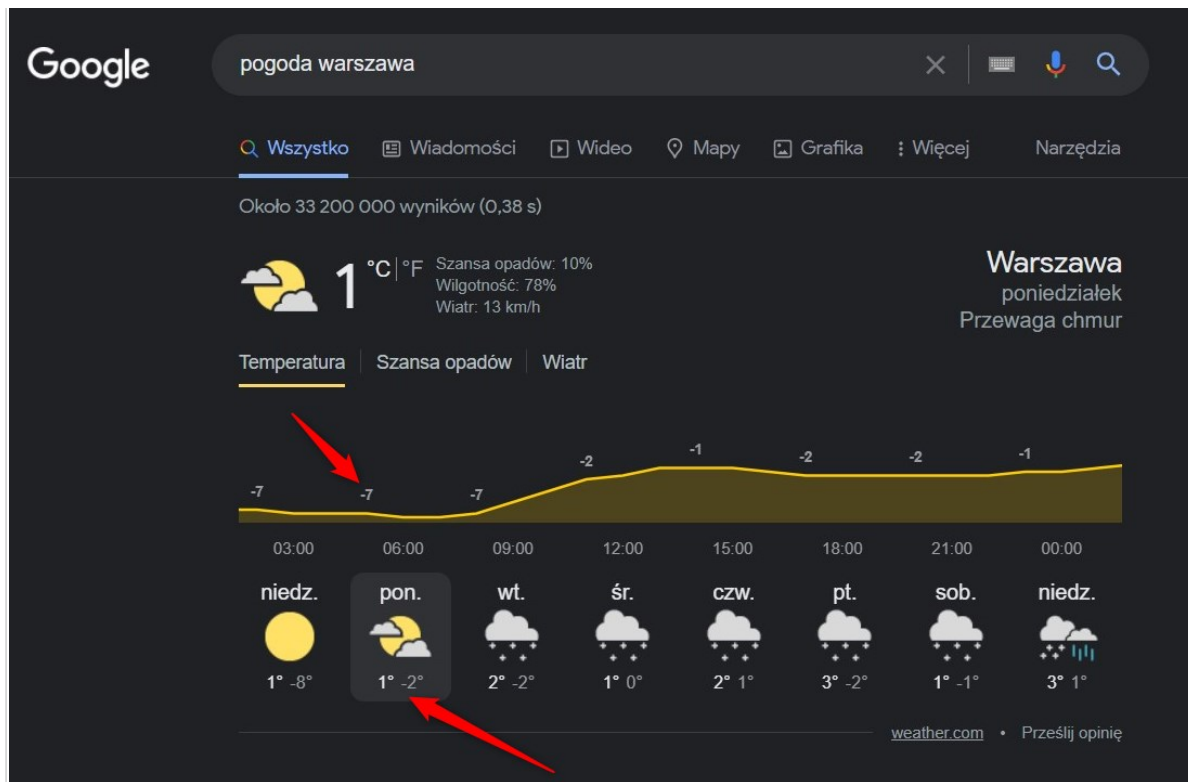 Google
pogoda warszawa
Wszystko Wiadomości Wideo Mapy Grafika Więcej Narzędzia
Około 33 200 000 wyników (0,38 s)
1 °C | °F
Szansa opadów: 10%
Wilgotność: 78%
Wiatr: 13 km/h
Warszawa
poniedziałek
Przewaga chmur
Temperatura Szansa opadów Wiatr
-7 -7 -7 -2 -1 -2 -2 -1
03:00 06:00 09:00 12:00 15:00 18:00 21:00 00:00
niedz. pon. wt. śr. czw. pt. sob. niedz.
1° -8° 1° -2° 2° -2° 1° 0° 2° 1° 3° -2° 1° -1° 3° 1°
weather.com • Prześlij opinię